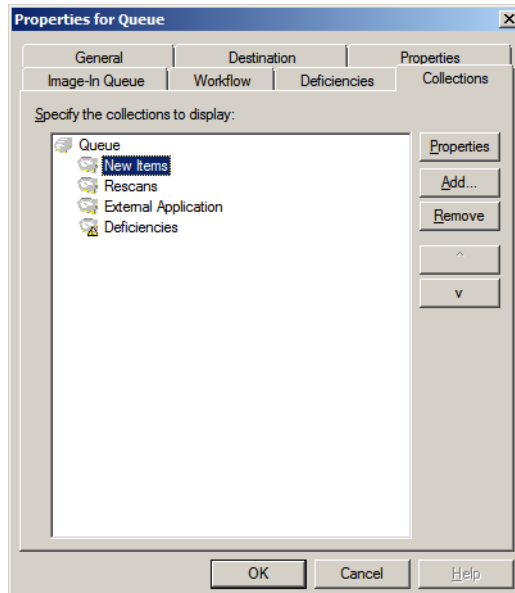 Properties for Queue
General Destination Properties
Image-In Queue Workflow Deficiencies Collections
Specify the collections to display:
Queue
New Items
Rescans
External Application
Deficiencies
Properties
Add...
Remove
^
v
OK Cancel Help